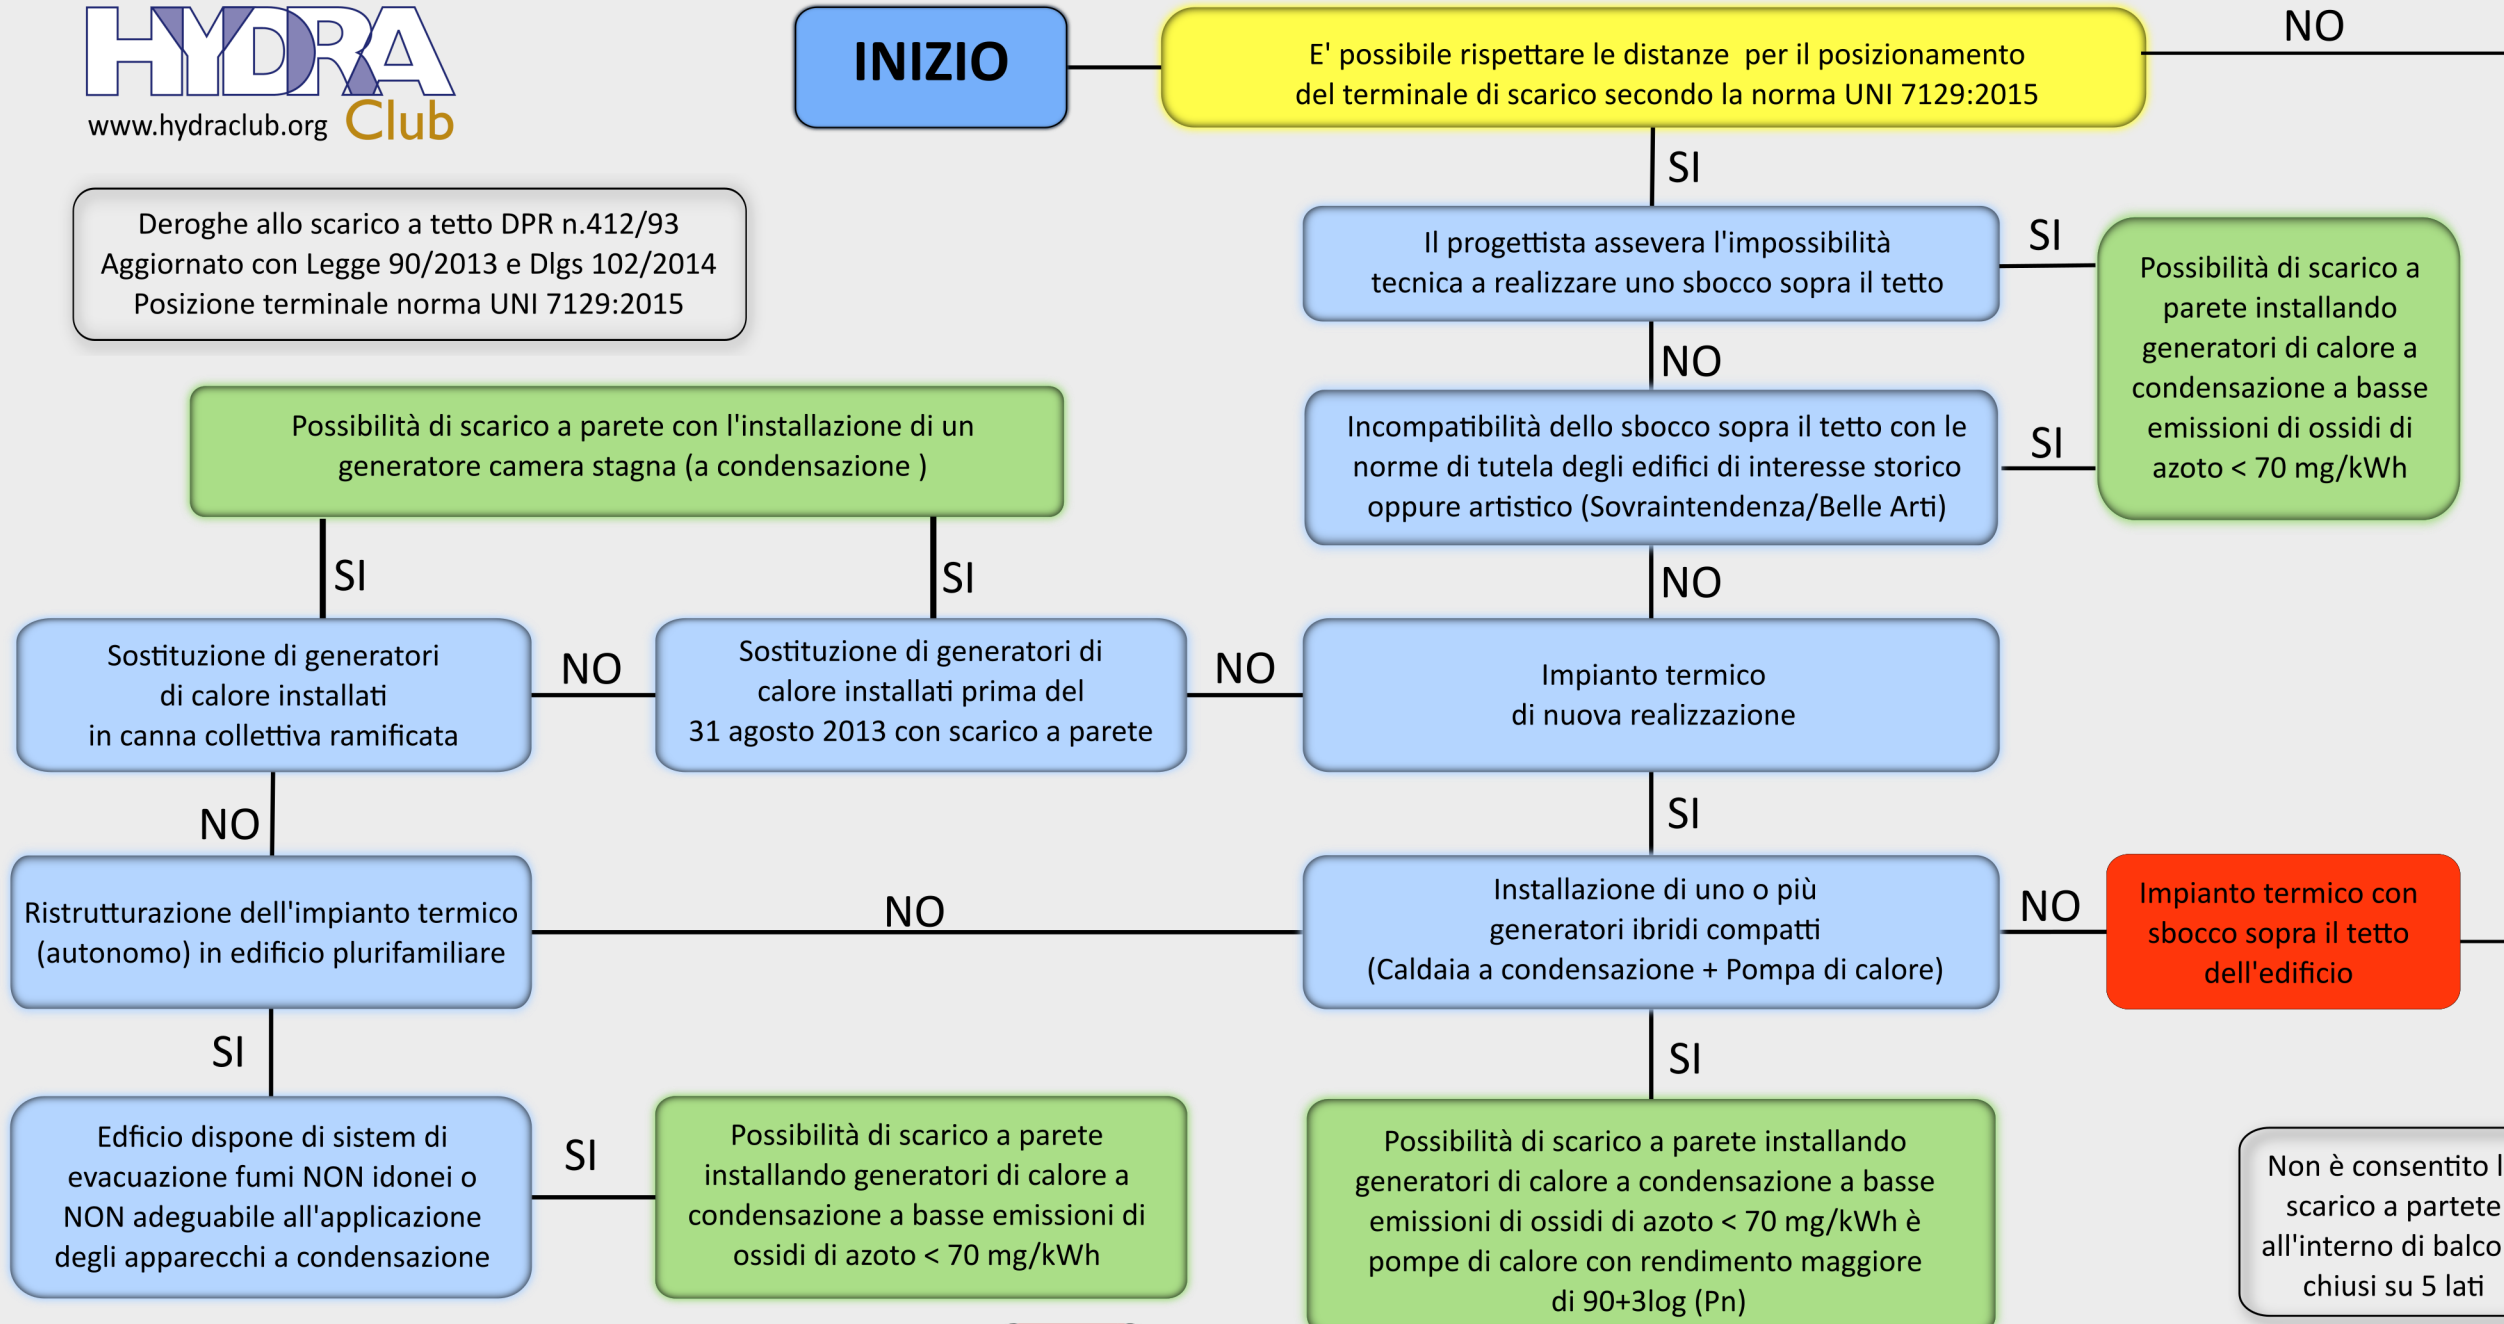 HYDRA
Club
www.hydraclub.org
INIZIO
E' possibile rispettare le distanze per il posizionamento
del terminale di scarico secondo la norma UNI 7129:2015
NO
SI
Deroghe allo scarico a tetto DPR n.412/93
Aggiornato con Legge 90/2013 e Dlgs 102/2014
Posizione terminale norma UNI 7129:2015
Il progettista assevera l'impossibilità
tecnica a realizzare uno sbocco sopra il tetto
SI
Possibilità di scarico a
parete installando
generatori di calore a
condensazione a basse
emissioni di ossidi di
azoto < 70 mg/kWh
NO
Incompatibilità dello sbocco sopra il tetto con le
norme di tutela degli edifici di interesse storico
oppure artistico (Sovraintendenza/Belle Arti)
SI
NO
Possibilità di scarico a parete con l'installazione di un
generatore camera stagna (a condensazione )
SI
SI
Sostituzione di generatori
di calore installati
in canna collettiva ramificata
NO
Sostituzione di generatori di
calore installati prima del
31 agosto 2013 con scarico a parete
NO
Impianto termico
di nuova realizzazione
NO
SI
Ristrutturazione dell'impianto termico
(autonomo) in edificio plurifamiliare
NO
Installazione di uno o più
generatori ibridi compatti
(Caldaia a condensazione + Pompa di calore)
NO
Impianto termico con
sbocco sopra il tetto
dell'edificio
SI
SI
Edficio dispone di sistem di
evacuazione fumi NON idonei o
NON adeguabile all'applicazione
degli apparecchi a condensazione
SI
Possibilità di scarico a parete
installando generatori di calore a
condensazione a basse emissioni di
ossidi di azoto < 70 mg/kWh
Possibilità di scarico a parete installando
generatori di calore a condensazione a basse
emissioni di ossidi di azoto < 70 mg/kWh è
pompe di calore con rendimento maggiore
di 90+3log (Pn)
Non è consentito l
scarico a partete
all'interno di balco
chiusi su 5 lati